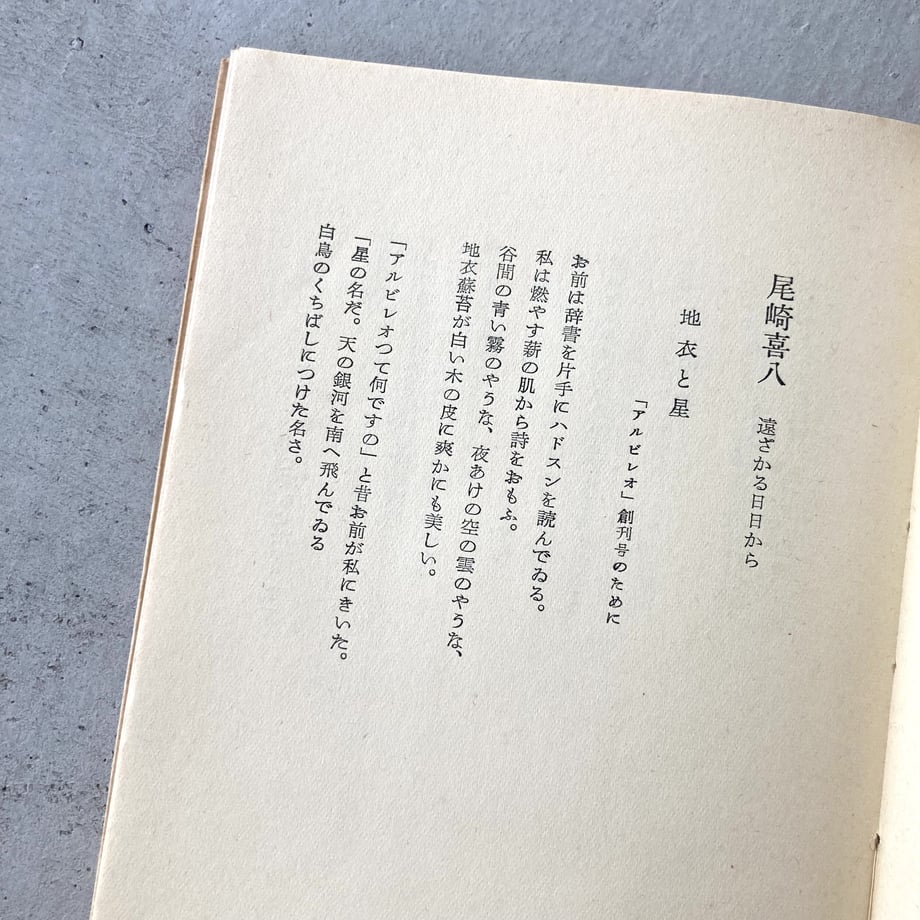 尾崎喜八　遠ざかる日日から
地衣と星
「アルビレオ」創刊号のために
お前は辞書を片手にハドスンを読んでゐる。
私は燃やす薪の肌から詩をおもふ。
谷間の青い霧のやうな、夜あけの空の雲のやうな、
地衣蘇苔が白い木の皮に爽かにも美しい。
「アルビレオつて何ですの」と昔お前が私にきいた。
「星の名だ。天の銀河を南へ飛んでゐる
白鳥のくちばしにつけた名さ。